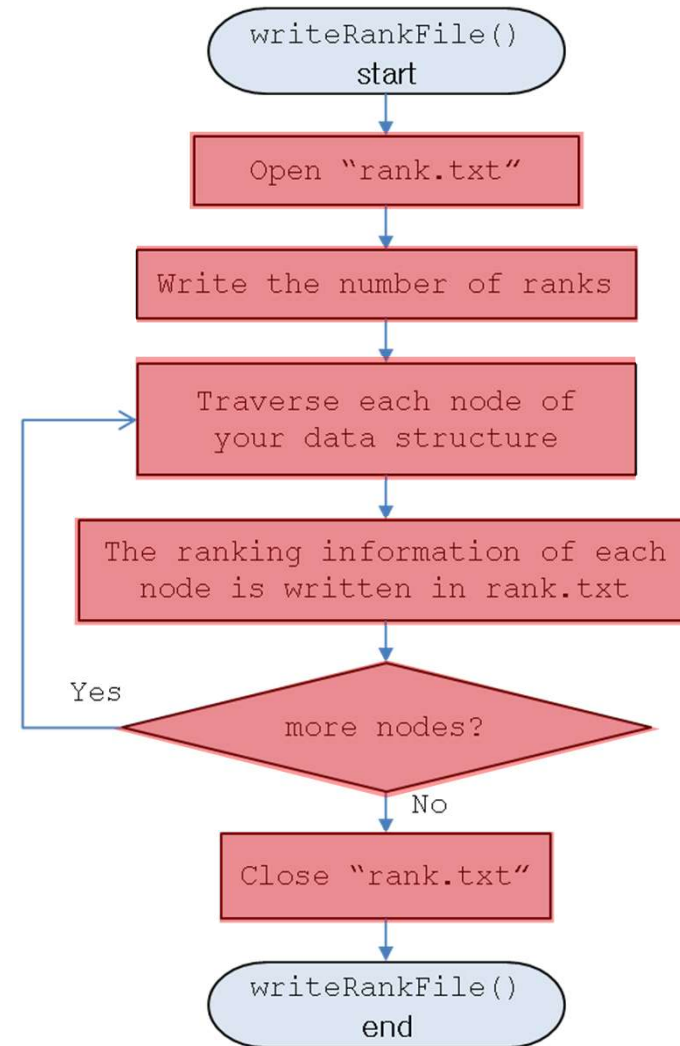 writeRankFile()
start
Open “rank.txt”
Write the number of ranks
Traverse each node of
your data structure
The ranking information of each
node is written in rank.txt
Yes
more nodes?
No
Close “rank.txt”
writeRankFile()
end